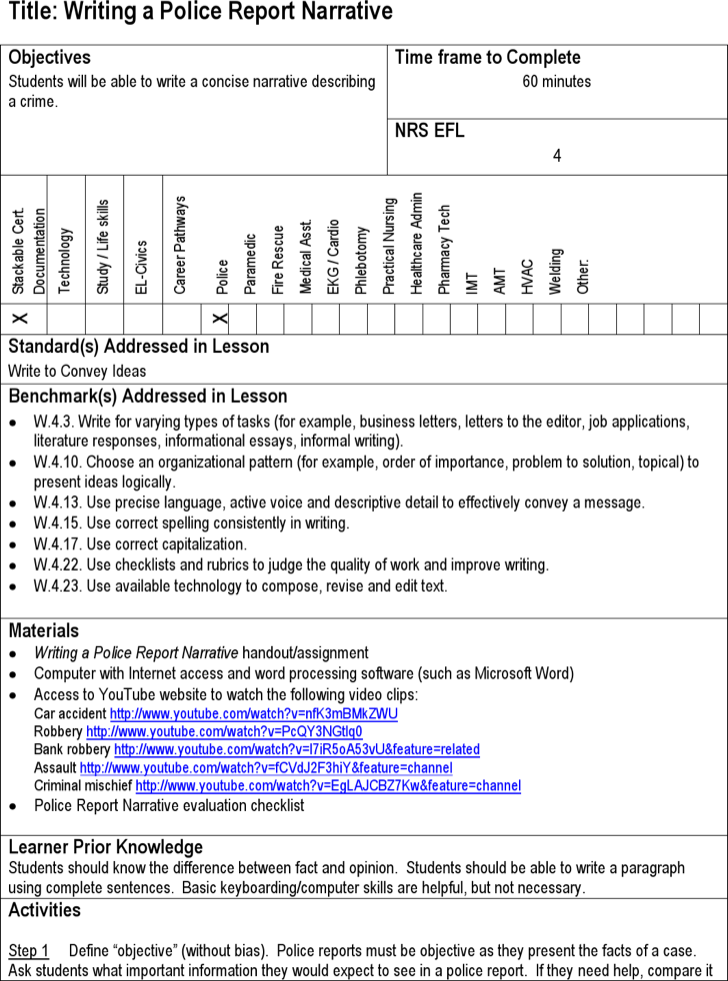 Title: Writing a Police Report Narrative
Objectives
Students will be able to write a concise narrative describing
a crime.
Time frame to Complete
60 minutes
NRS EFL
4
Stackable Cert.
Documentation
Technology
Study / Life skills
EL-Civics
Career Pathways
Police
Paramedic
Fire Rescue
Medical Asst.
EKG / Cardio
Phlebotomy
Practical Nursing
Healthcare Admin
Pharmacy Tech
IMT
AMT
HVAC
Welding
Other:
X X
Standard(s) Addressed in Lesson
Write to Convey Ideas
Benchmark(s) Addressed in Lesson
● W.4.3. Write for varying types of tasks (for example, business letters, letters to the editor, job applications,
literature responses, informational essays, informal writing).
● W.4.10. Choose an organizational pattern (for example, order of importance, problem to solution, topical) to
present ideas logically.
● W.4.13. Use precise language, active voice and descriptive detail to effectively convey a message.
● W.4.15. Use correct spelling consistently in writing.
● W.4.17. Use correct capitalization.
● W.4.22. Use checklists and rubrics to judge the quality of work and improve writing.
● W.4.23. Use available technology to compose, revise and edit text.
Materials
● Writing a Police Report Narrative handout/assignment
● Computer with Internet access and word processing software (such as Microsoft Word)
● Access to YouTube website to watch the following video clips:
Car accident http://www.youtube.com/watch?v=nfK3mBMkZWU
Robbery http://www.youtube.com/watch?v=PcQY3NGtlq0
Bank robbery http://www.youtube.com/watch?v=I7iR5oA53vU&feature=related
Assault http://www.youtube.com/watch?v=fCVdJ2F3hiY&feature=channel
Criminal mischief http://www.youtube.com/watch?v=EgLAJCBZ7Kw&feature=channel
● Police Report Narrative evaluation checklist
Learner Prior Knowledge
Students should know the difference between fact and opinion. Students should be able to write a paragraph
using complete sentences. Basic keyboarding/computer skills are helpful, but not necessary.
Activities
Step 1 Define “objective” (without bias). Police reports must be objective as they present the facts of a case.
Ask students what important information they would expect to see in a police report. If they need help, compare it